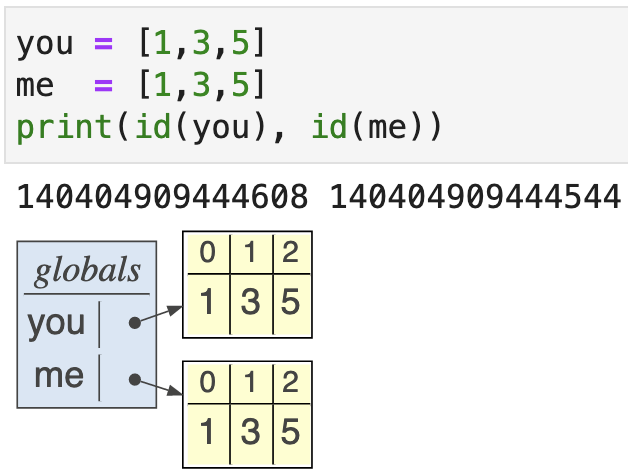 you = [1,3,5]
me  = [1,3,5]
print(id(you), id(me))
140404909444608 140404909444544
globals
you
me
0 1 2
1 3 5
0 1 2
1 3 5